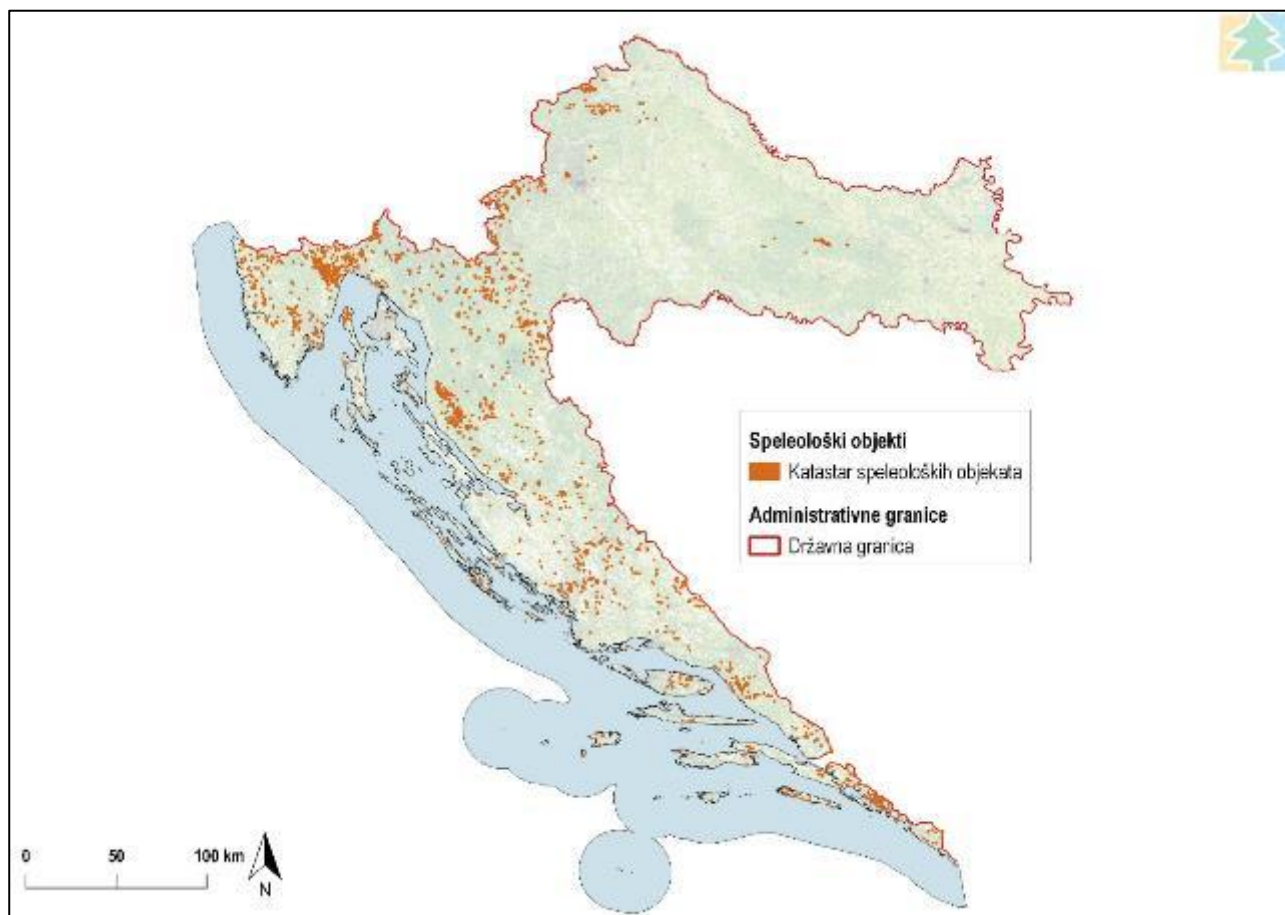 Speleološki objekti
Katastar speleoloških objekata
Administrativne granice
Državna granica
0 50 100 km
N